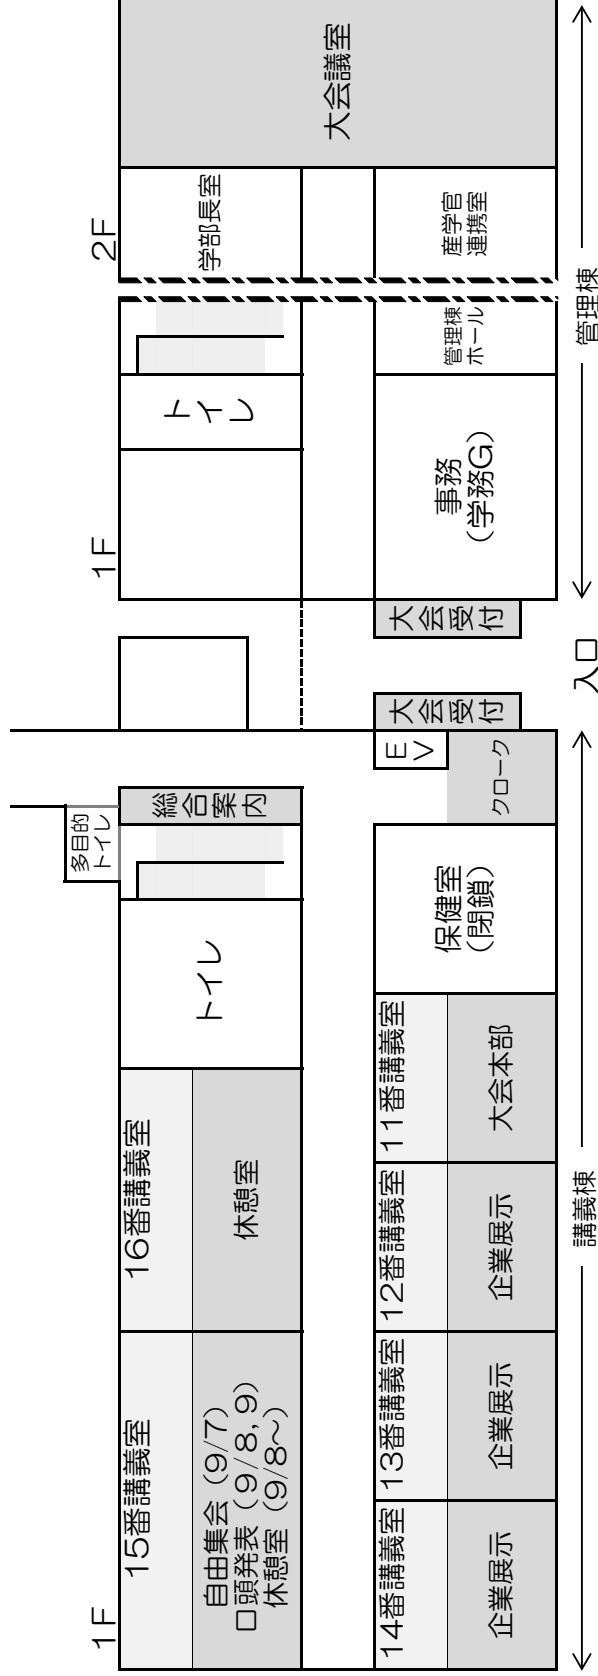 1F
15番講義室
自由集会 (9/7)
口頭発表 (9/8, 9)
休憩室 (9/8～)
16番講義室
休憩室
トイレ
多目的
トイレ
総合案内
14番講義室
企業展示
13番講義室
企業展示
12番講義室
企業展示
11番講義室
大会本部
保健室
(閉鎖)
EV
クローク
講義棟
大会受付
大会受付
入口
1F
トイレ
事務
(学務G)
管理棟
ホール
2F
学部長室
産学官
連携室
大会議室
管理棟